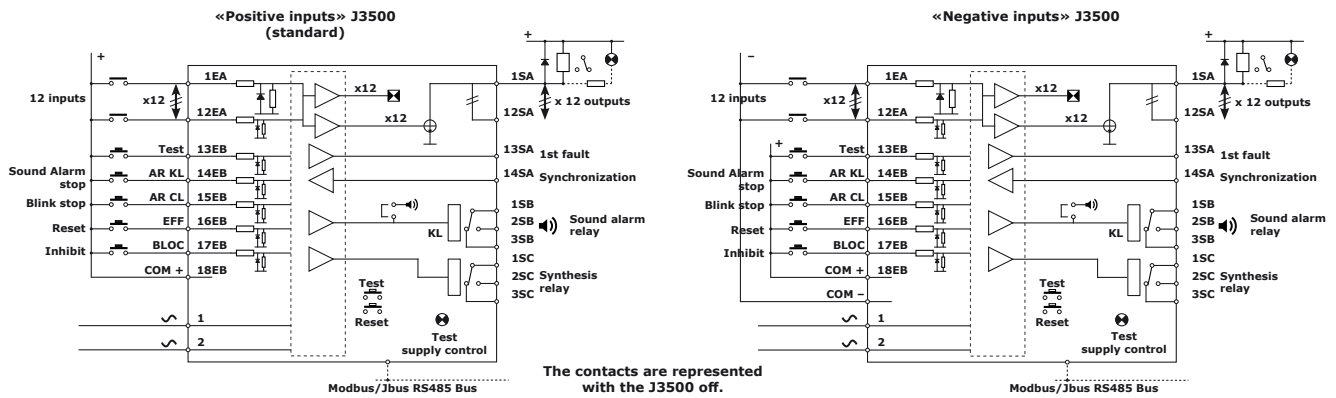 «Positive inputs» J3500
(standard)
+
+
12 inputs
1EA
x12
12EA
x12
x12
1SA
x 12 outputs
12SA
Test
13EB
13SA
1st fault
Sound Alarm
stop
AR KL
14EB
14SA
Synchronization
Blink stop
AR CL
15EB
1SB
Reset
EFF
16EB
KL
2SB
Sound alarm
relay
3SB
Inhibit
BLOC
17EB
1SC
COM +
18EB
2SC
Synthesis
relay
3SC
Test
Reset
1
2
Test
supply control
Modbus/Jbus RS485 Bus
The contacts are represented
with the J3500 off.
«Negative inputs» J3500
–
+
12 inputs
1EA
x12
12EA
x12
x12
1SA
x 12 outputs
12SA
+
Test
13EB
13SA
1st fault
Sound Alarm
stop
AR KL
14EB
14SA
Synchronization
Blink stop
AR CL
15EB
1SB
Reset
EFF
16EB
KL
2SB
Sound alarm
relay
3SB
Inhibit
BLOC
17EB
1SC
COM +
18EB
2SC
Synthesis
relay
COM –
3SC
Test
Reset
1
2
Test
supply control
Modbus/Jbus RS485 Bus